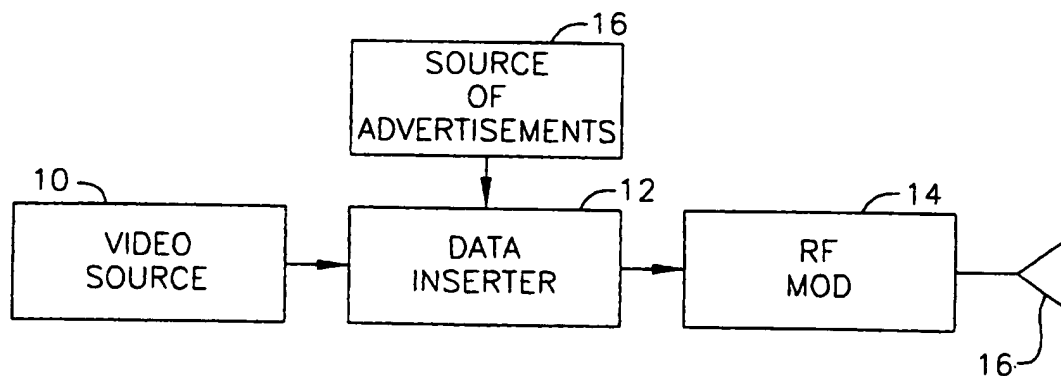 16
SOURCE
OF
ADVERTISEMENTS
10
12
14
VIDEO
SOURCE
DATA
INSERTER
RF
MOD
16